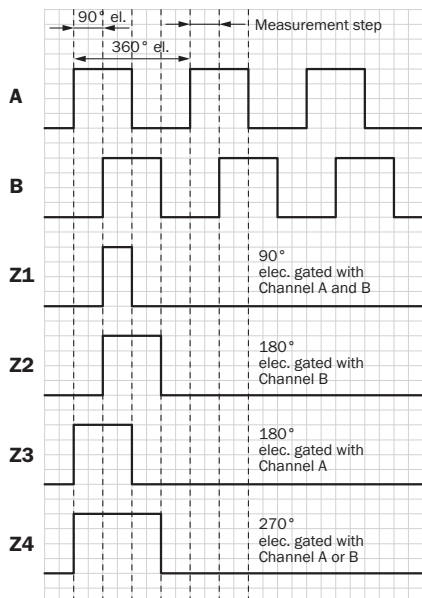 90° el.
Measurement step
360° el.
A
B
Z1
90°
elec. gated with
Channel A and B
Z2
180°
elec. gated with
Channel B
Z3
180°
elec. gated with
Channel A
Z4
270°
elec. gated with
Channel A or B